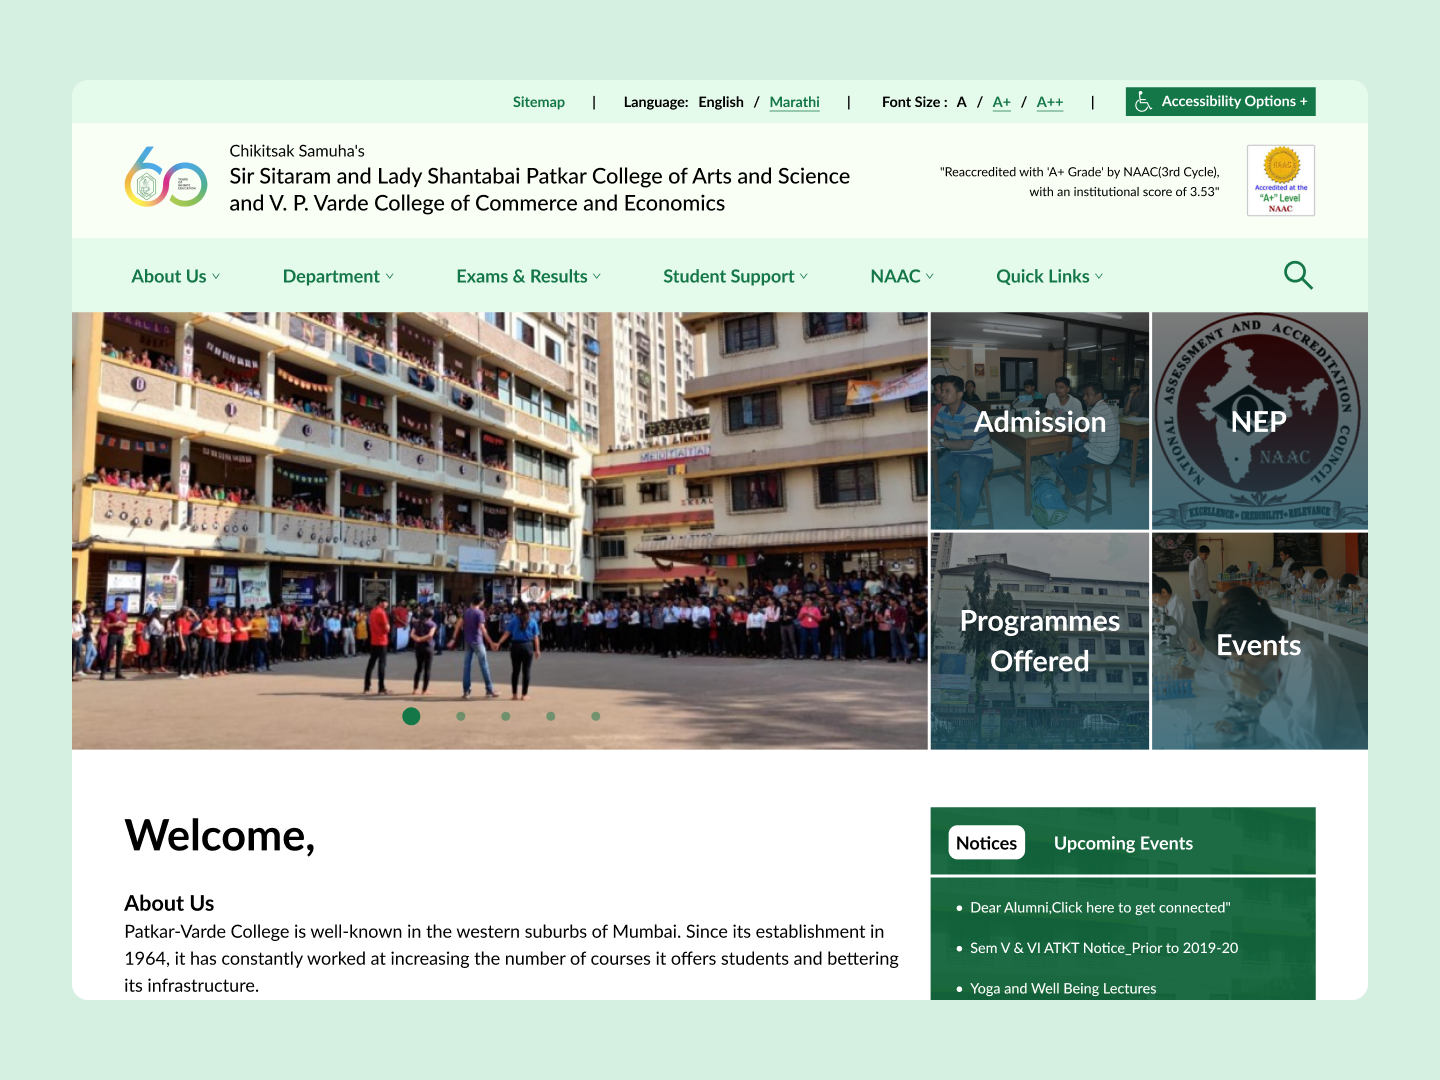 Sitemap | Language: English / Marathi | Font Size : A / A+ / A++ | Accessibility Options +
Chikitsak Samuha's
Sir Sitaram and Lady Shantabai Patkar College of Arts and Science
and V. P. Varde College of Commerce and Economics
60
"Reaccredited with 'A+ Grade' by NAAC(3rd Cycle),
with an institutional score of 3.53"
Accredited at the
"A+" Level
NAAC
About Us
Department
Exams & Results
Student Support
NAAC
Quick Links
Admission
NATIONAL ASSESSMENT AND ACCREDITATION COUNCIL
NEP
NAAC
EXCELLENCE • CREDIBILITY • RELEVANCE
Programmes
Offered
Events
Welcome,
About Us
Patkar-Varde College is well-known in the western suburbs of Mumbai. Since its establishment in
1964, it has constantly worked at increasing the number of courses it offers students and bettering
its infrastructure.
Notices
Upcoming Events
• Dear Alumni,Click here to get connected"
• Sem V & VI ATKT Notice_Prior to 2019-20
• Yoga and Well Being Lectures